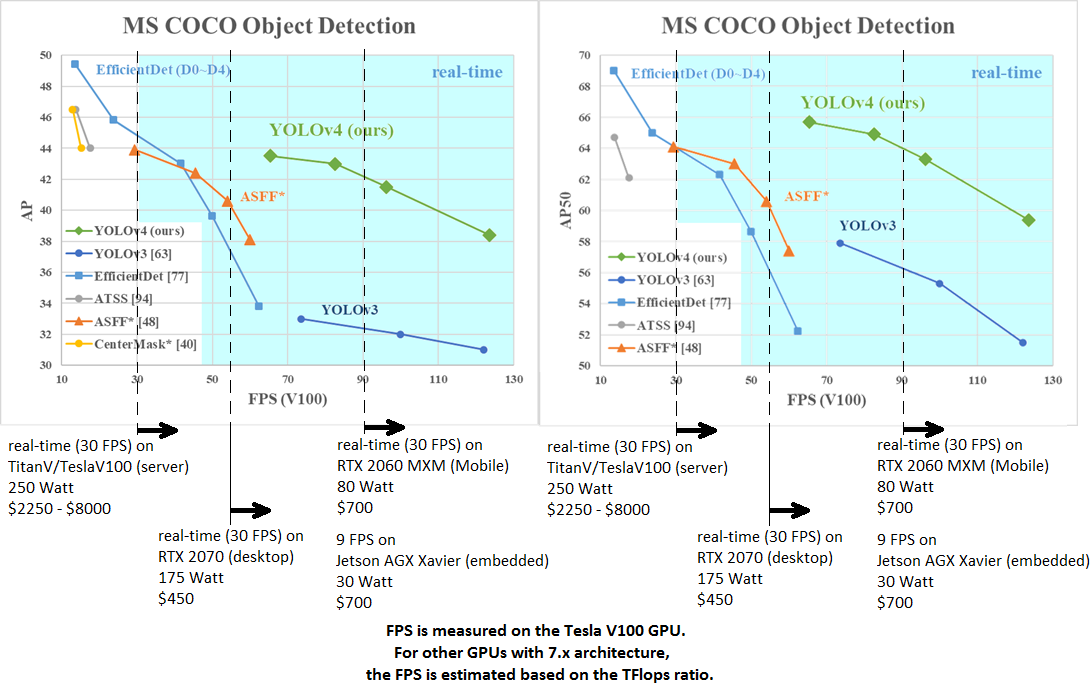 MS COCO Object Detection
50
48
46
44
42
40
38
36
34
32
30
AP
EfficientDet (D0~D4)
real-time
YOLOv4 (ours)
ASFF*
YOLOv3
YOLOv4 (ours)
YOLOv3 [63]
EfficientDet [77]
ATSS [94]
ASFF* [48]
CenterMask* [40]
10 30 50 70 90 110 130
FPS (V100)
real-time (30 FPS) on
TitanV/TeslaV100 (server)
250 Watt
$2250 - $8000
real-time (30 FPS) on
RTX 2070 (desktop)
175 Watt
$450
real-time (30 FPS) on
RTX 2060 MXM (Mobile)
80 Watt
$700
9 FPS on
Jetson AGX Xavier (embedded)
30 Watt
$700
MS COCO Object Detection
70
68
66
64
62
60
58
56
54
52
50
AP50
EfficientDet (D0~D4)
real-time
YOLOv4 (ours)
ASFF*
YOLOv3
YOLOv4 (ours)
YOLOv3 [63]
EfficientDet [77]
ATSS [94]
ASFF* [48]
10 30 50 70 90 110 130
FPS (V100)
real-time (30 FPS) on
TitanV/TeslaV100 (server)
250 Watt
$2250 - $8000
real-time (30 FPS) on
RTX 2070 (desktop)
175 Watt
$450
real-time (30 FPS) on
RTX 2060 MXM (Mobile)
80 Watt
$700
9 FPS on
Jetson AGX Xavier (embedded)
30 Watt
$700
FPS is measured on the Tesla V100 GPU.
For other GPUs with 7.x architecture,
the FPS is estimated based on the TFlops ratio.